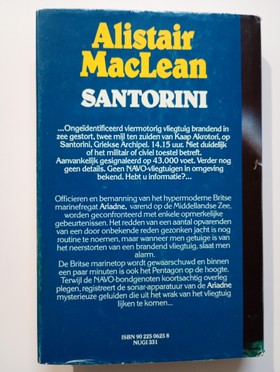 Alistair
MacLean
SANTORINI
...Ongeïdentificeerd viermotorig vliegtuig brandend in
zee gestort, twee mijl ten zuiden van Kaap Akotori, op
Santorini. Griekse Archipel. 14.15 uur. Niet duidelijk
of het militair of civiel toestel betreft.
Aanvankelijk gesignaleerd op 43.000 voet. Verder nog
geen details. Geen NAVO-vliegtuigen in omgeving
bekend. Hebt u informatie?...
Officieren en bemanning van het hypermoderne Britse
marinefregat Ariadne, varend op de Middellandse Zee,
worden geconfronteerd met enkele opmerkelijke
gebeurtenissen. Het redden van een aantal opvarenden
van een door onbekende reden gezonken jacht is nog
routine te noemen, maar wanneer men getuige is van
het neerstorten van een brandend vliegtuig, slaat men
alarm.
De Britse marinetop wordt gewaarschuwd en binnen
een paar minuten is ook het Pentagon op de hoogte.
Terwijl de NAVO bondgenoten koortsachtig overleg
plegen, registreert de sonar-apparatuur van de Ariadne
mysterieuze geluiden die uit het wrak van het vliegtuig
lijken te komen...
ISBN 90 225 0625 8
NUGI 331